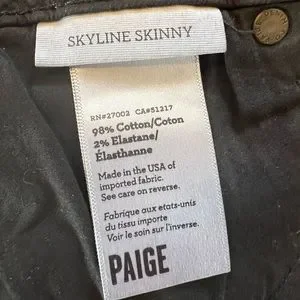 SKYLINE SKINNY
RN#27002 CA#51217
98% Cotton/Coton
2% Elastane/
Élasthanne
Made in the USA of
imported fabric.
See care on reverse.
Fabrique aux etats-unis
du tissu importe
Voir le soin sur l'inverse.
PAIGE